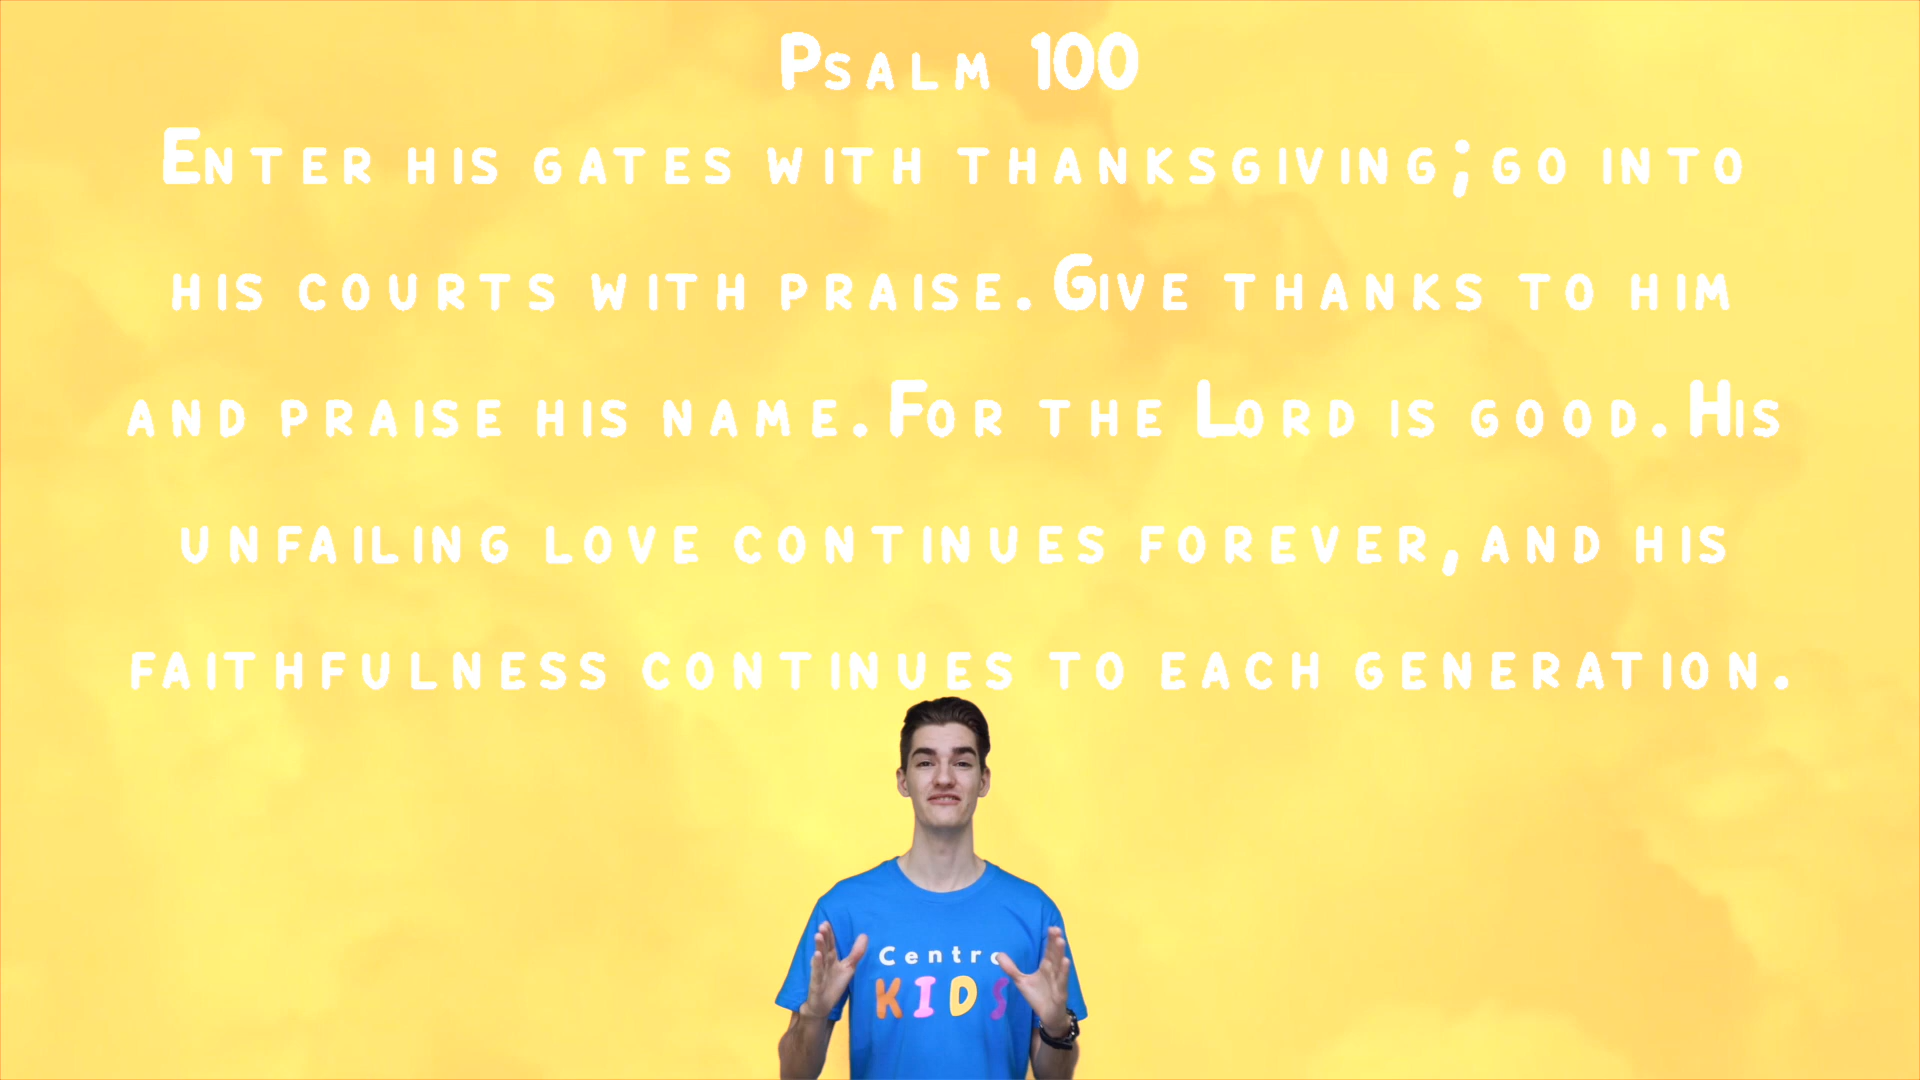 Psalm 100
Enter his gates with thanksgiving; go into
his courts with praise. Give thanks to him
and praise his name. For the Lord is good. His
unfailing love continues forever, and his
faithfulness continues to each generation.
Centra
KIDS